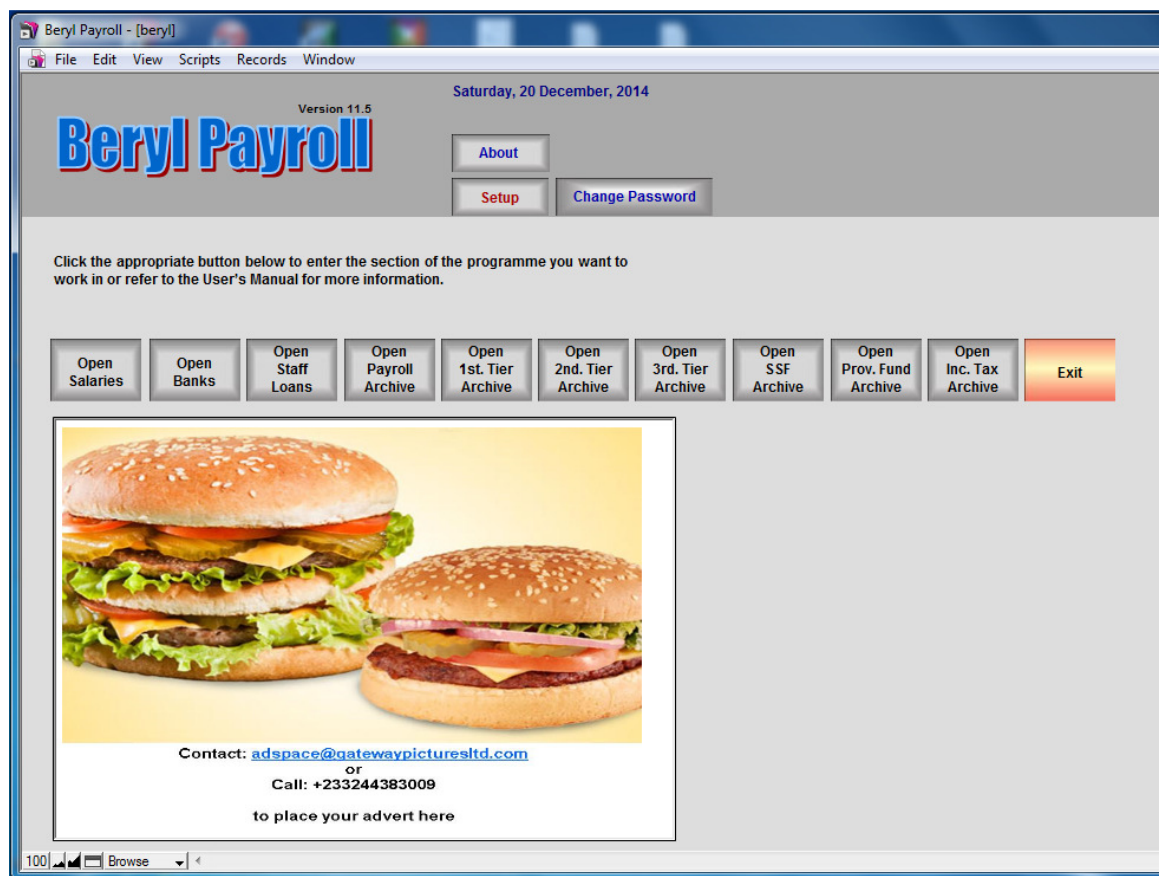 Beryl Payroll - [beryl]
File Edit View Scripts Records Window
Saturday, 20 December, 2014
Version 11.5
Beryl Payroll
About
Setup
Change Password
Click the appropriate button below to enter the section of the programme you want to
work in or refer to the User's Manual for more information.
Open
Salaries
Open
Banks
Open
Staff
Loans
Open
Payroll
Archive
Open
1st. Tier
Archive
Open
2nd. Tier
Archive
Open
3rd. Tier
Archive
Open
SSF
Archive
Open
Prov. Fund
Archive
Open
Inc. Tax
Archive
Exit
Contact: adspace@gatewaypicturesltd.com
or
Call: +233244383009
to place your advert here
100 Browse